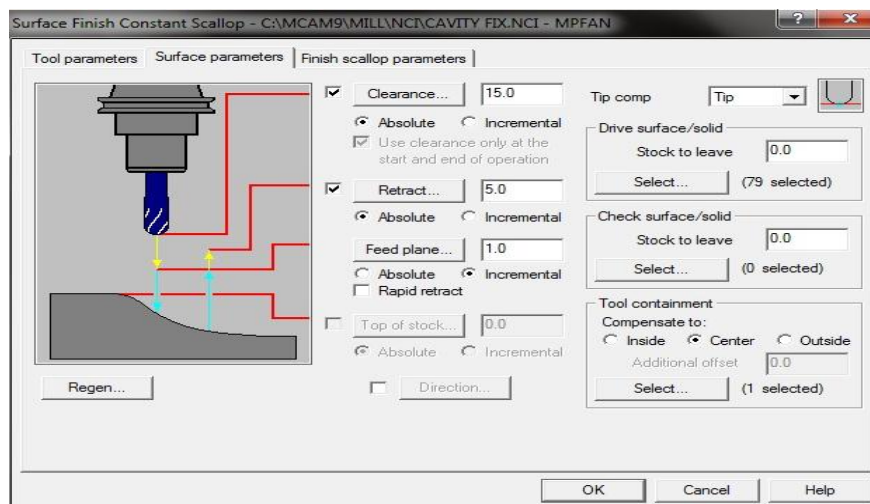 Surface Finish Constant Scallop - C:\MCAM9\MILL\NCI\CAVITY FIX.NCI - MPFAN
Tool parameters Surface parameters Finish scallop parameters
Clearance... 15.0
Absolute Incremental
Use clearance only at the
start and end of operation
Retract... 5.0
Absolute Incremental
Feed plane... 1.0
Absolute Incremental
Rapid retract
Top of stock... 0.0
Absolute Incremental
Regen...
Direction...
Tip comp Tip
Drive surface/solid
Stock to leave 0.0
Select... (79 selected)
Check surface/solid
Stock to leave 0.0
Select... (0 selected)
Tool containment
Compensate to:
Inside Center Outside
Additional offset 0.0
Select... (1 selected)
OK Cancel Help